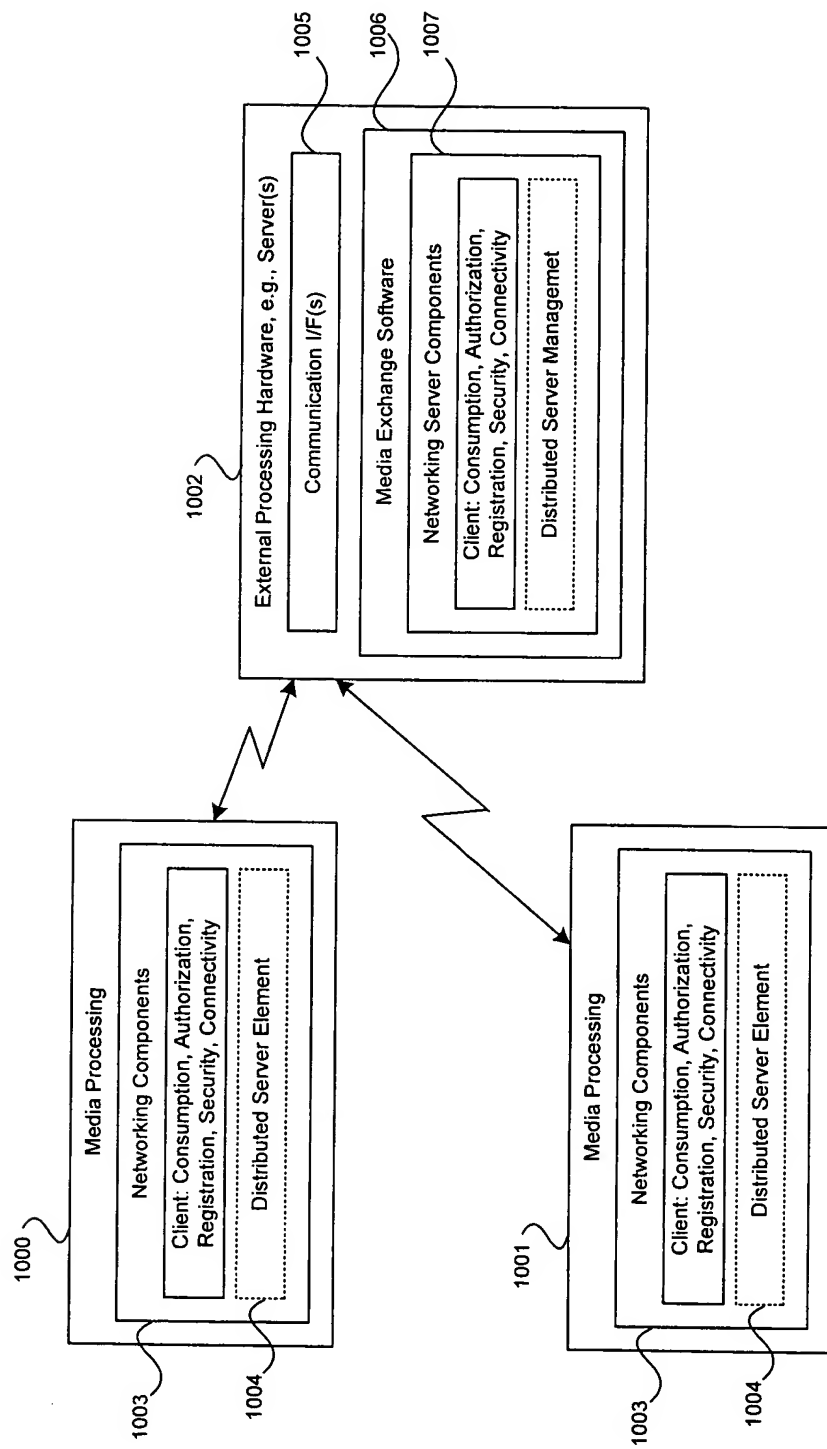 1000
Media Processing
Networking Components
Client: Consumption, Authorization,
Registration, Security, Connectivity
Distributed Server Element
1003
1004
1002
External Processing Hardware, e.g., Server(s)
Communication I/F(s)
Media Exchange Software
Networking Server Components
Client: Consumption, Authorization,
Registration, Security, Connectivity
Distributed Server Managemet
1005
1006
1007
1001
Media Processing
Networking Components
Client: Consumption, Authorization,
Registration, Security, Connectivity
Distributed Server Element
1003
1004